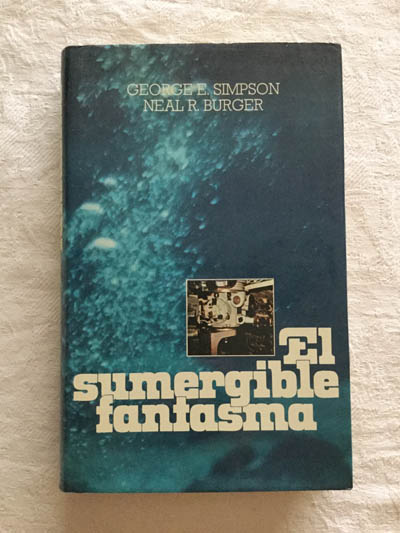 GEORGE E. SIMPSON
NEAL R. BURGER
El
sumergible
fantasma